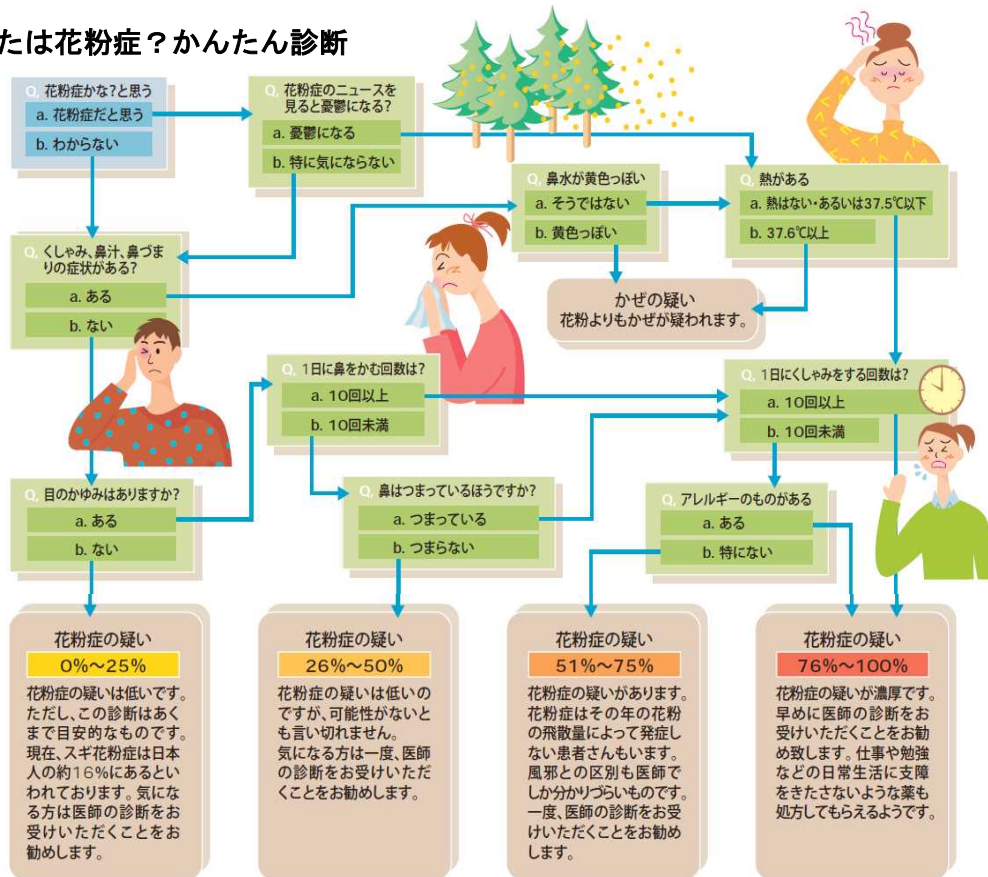 たは花粉症？かんたん診断
Q. 花粉症かな?と思う
a. 花粉症だと思う
b. わからない
Q. 花粉症のニュースを
見ると憂鬱になる?
a. 憂鬱になる
b. 特に気にならない
Q. 鼻水が黄色っぽい
a. そうではない
b. 黄色っぽい
Q. 熱がある
a. 熱はない・あるいは37.5℃以下
b. 37.6℃以上
Q. くしゃみ、鼻汁、鼻づま
りの症状がある?
a. ある
b. ない
かぜの疑い
花粉よりもかぜが疑われます。
Q. 1日に鼻をかむ回数は?
a. 10回以上
b. 10回未満
Q. 1日にくしゃみをする回数は?
a. 10回以上
b. 10回未満
Q. 目のかゆみはありますか?
a. ある
b. ない
Q. 鼻はつまっているほうですか?
a. つまっている
b. つまらない
Q. アレルギーのものがある
a. ある
b. 特にない
花粉症の疑い
0%～25%
花粉症の疑いは低いです。
ただし、この診断はあく
まで目安的なものです。
現在、スギ花粉症は日本
人の約16%にあるとい
われております。気にな
る方は医師の診断をお
受けいただくことをお
勧めします。
花粉症の疑い
26%～50%
花粉症の疑いは低いの
ですが、可能性がないと
も言い切れません。
気になる方は一度、医師
の診断をお受けいただ
くことをお勧めします。
花粉症の疑い
51%～75%
花粉症の疑いがあります。
花粉症はその年の花粉
の飛散量によって発症し
ない患者さんもいます。
風邪との区別も医師で
しか分かりづらいものです。
一度、医師の診断をお受
けいただくことをお勧め
します。
花粉症の疑い
76%～100%
花粉症の疑いが濃厚です。
早めに医師の診断をお
受けいただくことをお勧
め致します。仕事や勉強
などの日常生活に支障
をきたさないような薬も
処方してもらえるようです。